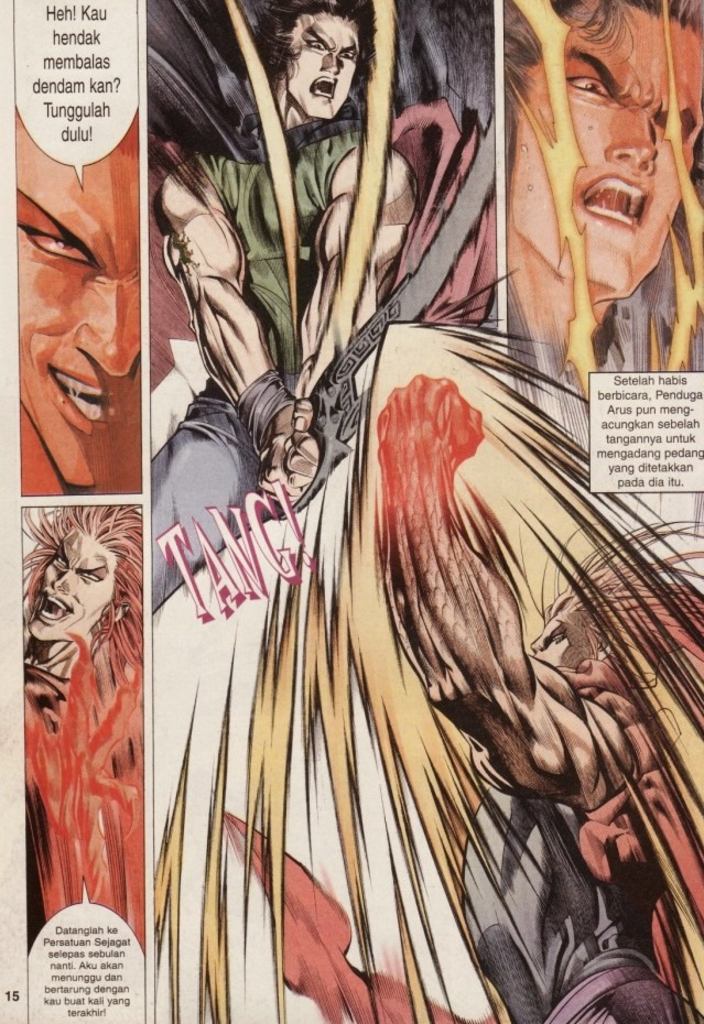 Heh! Kau
hendak
membalas
dendam kan?
Tunggulah
dulu!
Setelah habis
berbicara, Penduga
Arus pun meng-
acungkan sebelah
tangannya untuk
mengadang pedang
yang ditetakkan
pada dia itu.
TANG!
Datanglah ke
Persatuan Sejagat
selepas sebulan
nanti. Aku akan
menunggu dan
bertarung dengan
kau buat kali yang
terakhir!
15